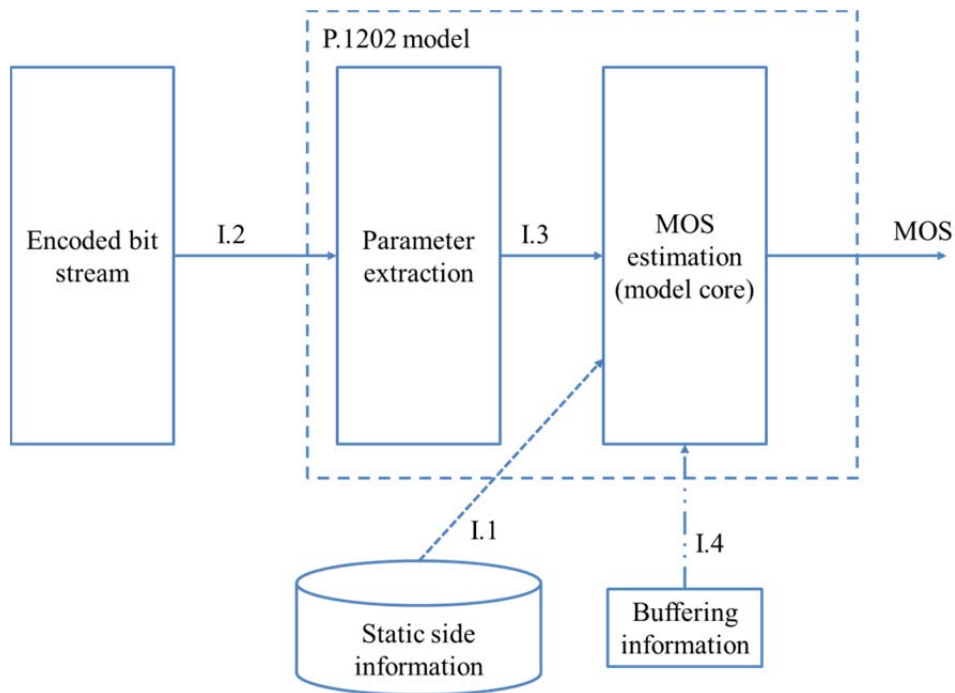 P.1202 model
Encoded bit
stream
I.2
Parameter
extraction
I.3
MOS
estimation
(model core)
MOS
I.1
I.4
Static side
information
Buffering
information